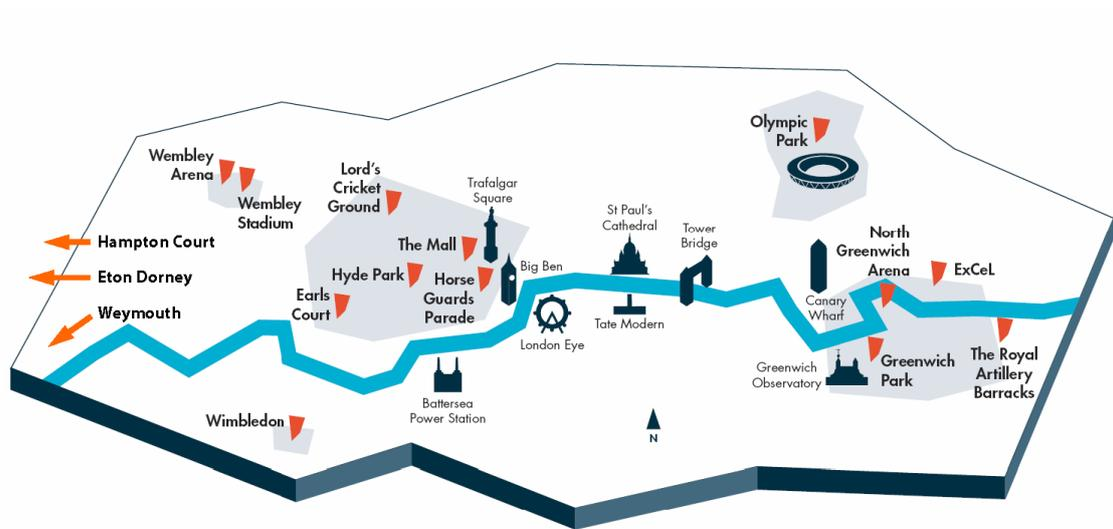 Wembley
Arena
Wembley
Stadium
Lord's
Cricket
Ground
Trafalgar
Square
The Mall
Hyde Park
Horse
Guards
Parade
Big Ben
Earls
Court
London Eye
St Paul's
Cathedral
Tate Modern
Tower
Bridge
Olympic
Park
North
Greenwich
Arena
ExCeL
Canary
Wharf
Greenwich
Observatory
Greenwich
Park
The Royal
Artillery
Barracks
Hampton Court
Eton Dorney
Weymouth
Battersea
Power Station
Wimbledon
N